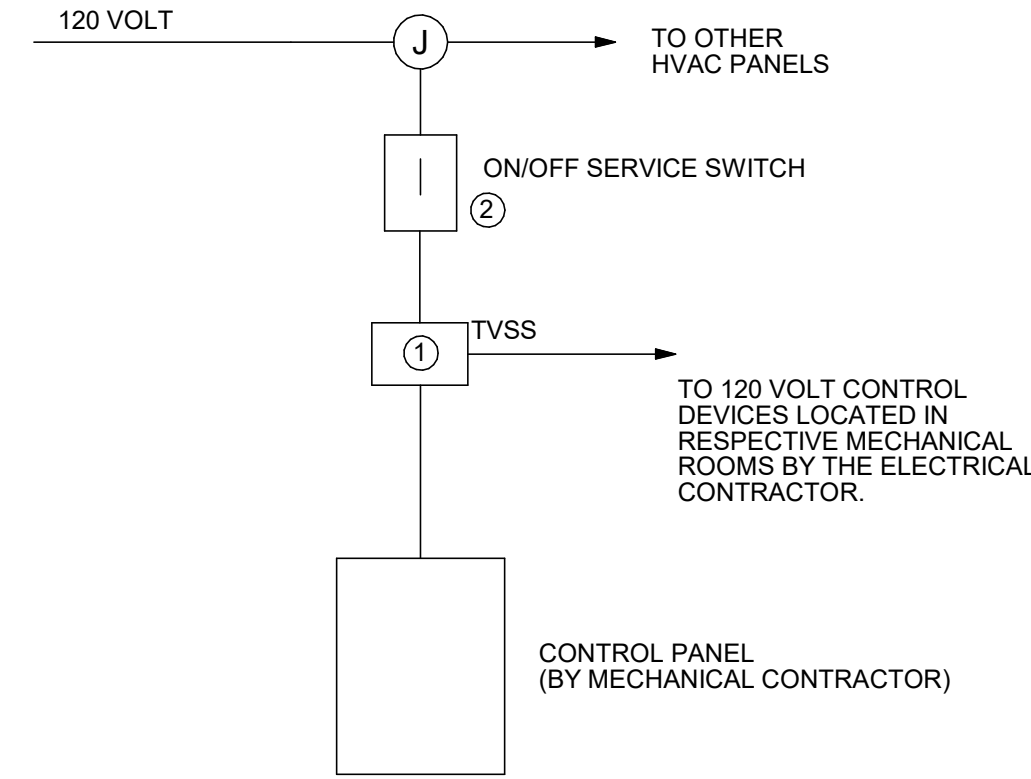 120 VOLT
J
TO OTHER
HVAC PANELS
ON/OFF SERVICE SWITCH
2
TVSS
1
TO 120 VOLT CONTROL
DEVICES LOCATED IN
RESPECTIVE MECHANICAL
ROOMS BY THE ELECTRICAL
CONTRACTOR.
CONTROL PANEL
(BY MECHANICAL CONTRACTOR)